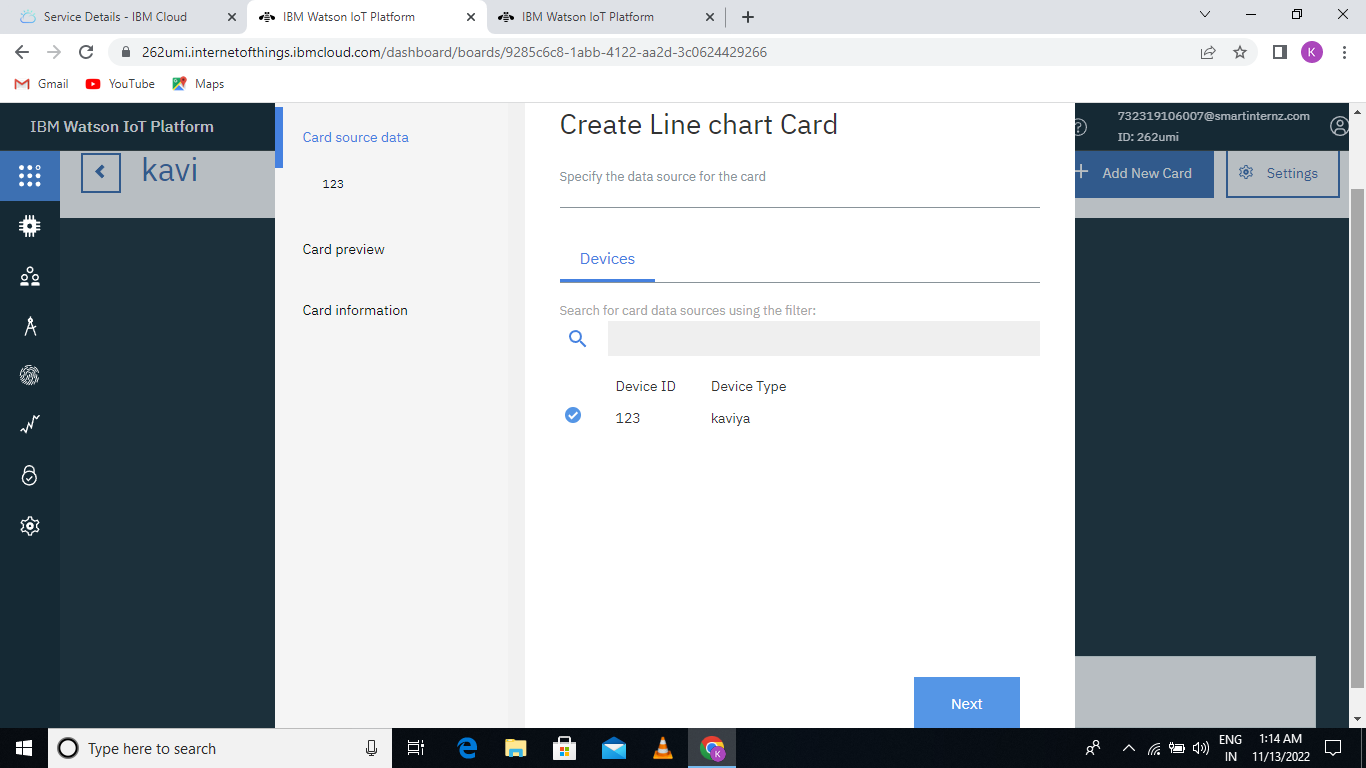 Service Details - IBM Cloud
IBM Watson IoT Platform
IBM Watson IoT Platform
262umi.internetofthings.ibmcloud.com/dashboard/boards/9285c6c8-1abb-4122-aa2d-3c0624429266
K
Gmail
YouTube
Maps
IBM Watson IoT Platform
732319106007@smartinternz.com
ID: 262umi
kavi
Add New Card
Settings
Card source data
123
Card preview
Card information
Create Line chart Card
Specify the data source for the card
Devices
Search for card data sources using the filter:
Device ID Device Type
123 kaviya
Next
Type here to search
K
ENG
IN
1:14 AM
11/13/2022